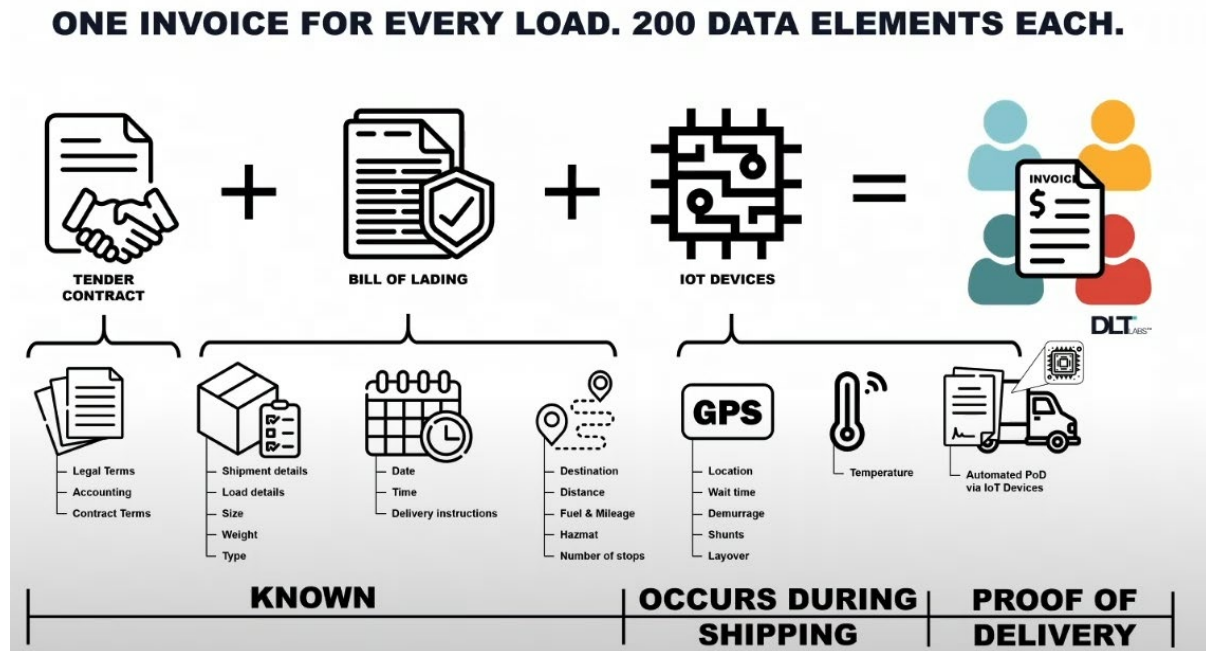 ONE INVOICE FOR EVERY LOAD. 200 DATA ELEMENTS EACH.
TENDER
CONTRACT
BILL OF LADING
IOT DEVICES
INVOICE
$
DLT LABS™
Legal Terms
Accounting
Contract Terms
Shipment details
Load details
Size
Weight
Type
Date
Time
Delivery instructions
Destination
Distance
Fuel & Mileage
Hazmat
Number of stops
GPS
Location
Wait time
Demurrage
Shunts
Layover
Temperature
Automated PoD
via IoT Devices
KNOWN
OCCURS DURING
SHIPPING
PROOF OF
DELIVERY